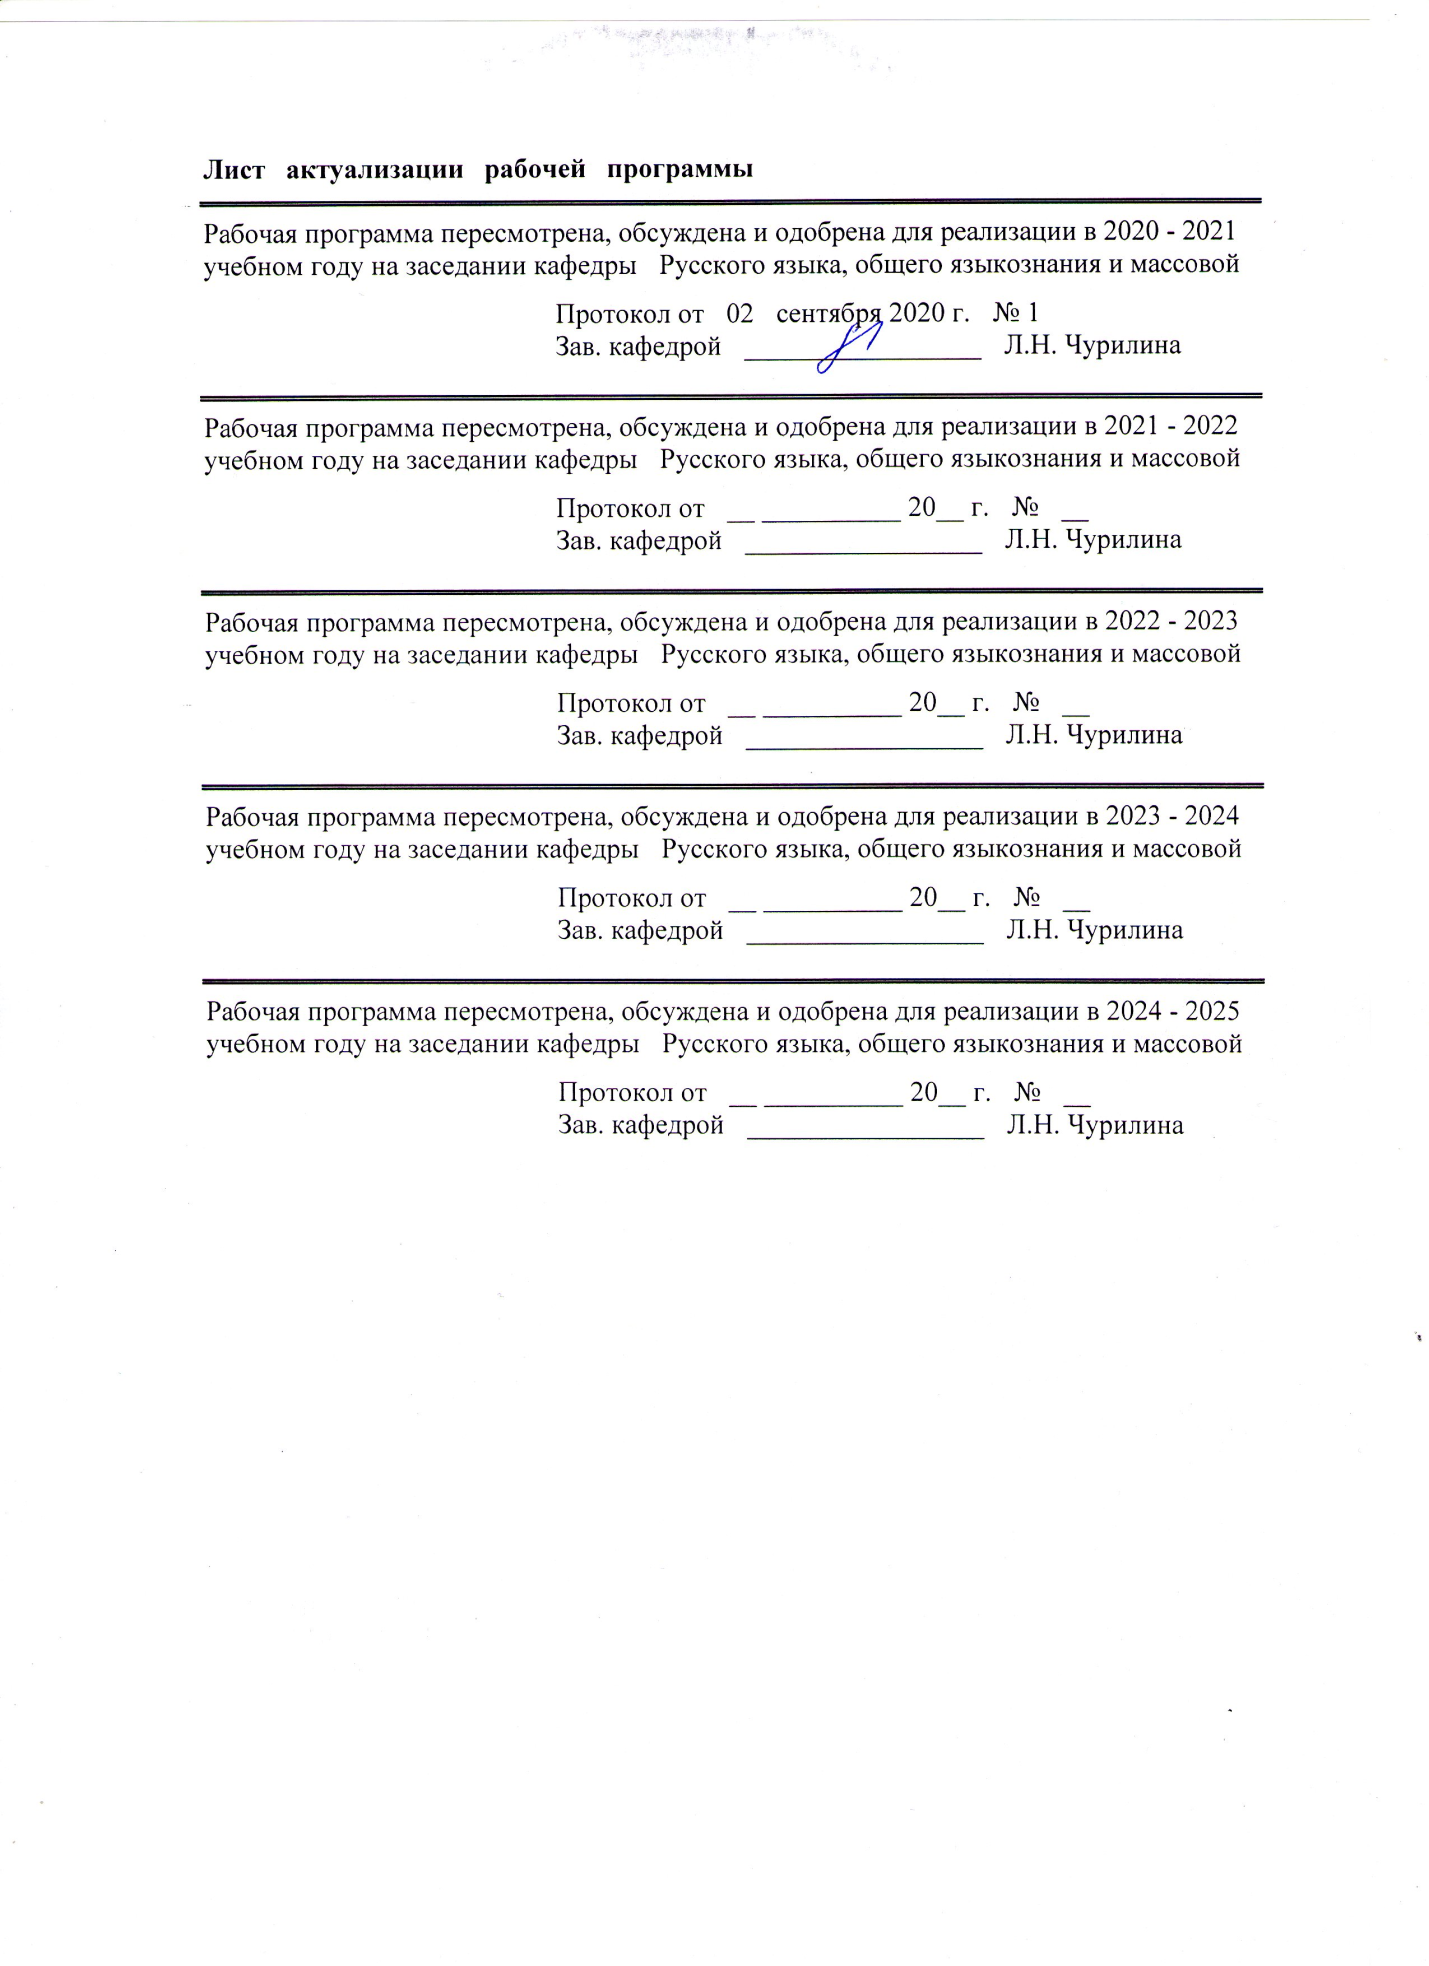 Лист актуализации рабочей программы
Рабочая программа пересмотрена, обсуждена и одобрена для реализации в 2020 - 2021
учебном году на заседании кафедры Русского языка, общего языкознания и массовой
Протокол от 02 сентября 2020 г. № 1
Зав. кафедрой _________________ Л.Н. Чурилина
Рабочая программа пересмотрена, обсуждена и одобрена для реализации в 2021 - 2022
учебном году на заседании кафедры Русского языка, общего языкознания и массовой
Протокол от __ __________ 20__ г. № __
Зав. кафедрой _________________ Л.Н. Чурилина
Рабочая программа пересмотрена, обсуждена и одобрена для реализации в 2022 - 2023
учебном году на заседании кафедры Русского языка, общего языкознания и массовой
Протокол от __ __________ 20__ г. № __
Зав. кафедрой _________________ Л.Н. Чурилина
Рабочая программа пересмотрена, обсуждена и одобрена для реализации в 2023 - 2024
учебном году на заседании кафедры Русского языка, общего языкознания и массовой
Протокол от __ __________ 20__ г. № __
Зав. кафедрой _________________ Л.Н. Чурилина
Рабочая программа пересмотрена, обсуждена и одобрена для реализации в 2024 - 2025
учебном году на заседании кафедры Русского языка, общего языкознания и массовой
Протокол от __ __________ 20__ г. № __
Зав. кафедрой _________________ Л.Н. Чурилина